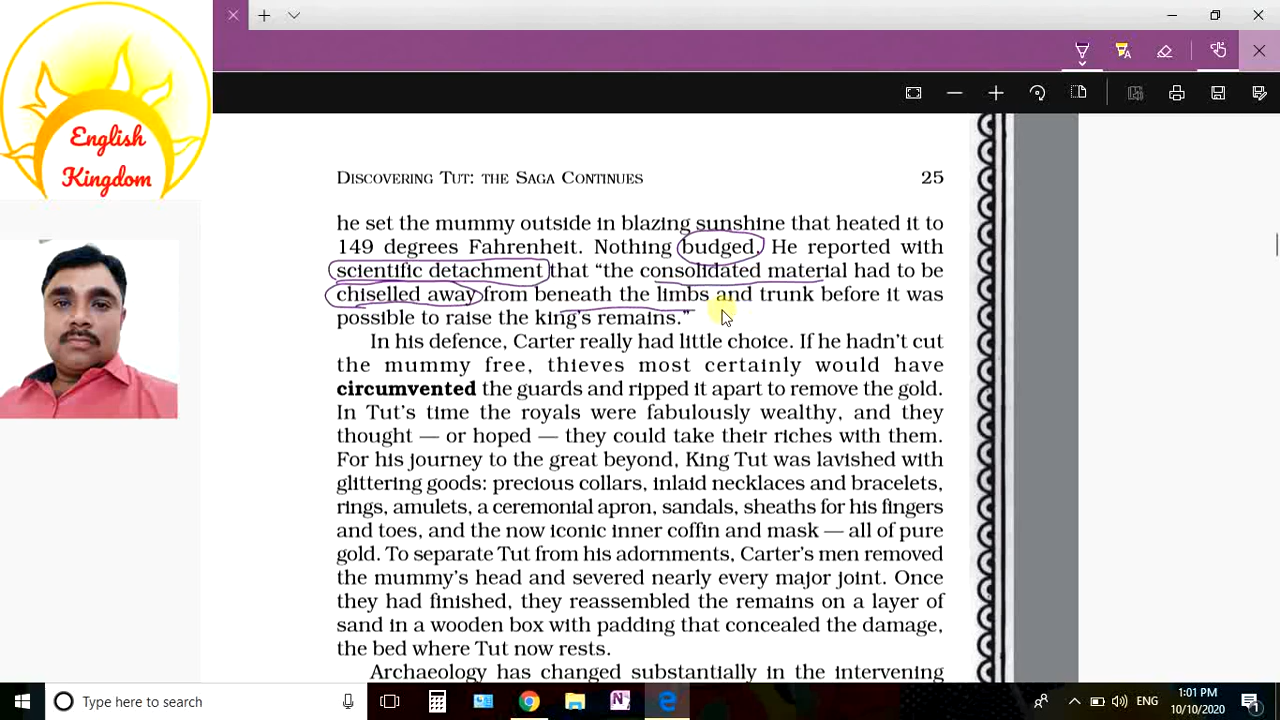 English
Kingdom
DISCOVERING TUT: THE SAGA CONTINUES 25
he set the mummy outside in blazing sunshine that heated it to
149 degrees Fahrenheit. Nothing budged. He reported with
scientific detachment that “the consolidated material had to be
chiselled away from beneath the limbs and trunk before it was
possible to raise the king’s remains.”
In his defence, Carter really had little choice. If he hadn’t cut
the mummy free, thieves most certainly would have
circumvented the guards and ripped it apart to remove the gold.
In Tut’s time the royals were fabulously wealthy, and they
thought — or hoped — they could take their riches with them.
For his journey to the great beyond, King Tut was lavished with
glittering goods: precious collars, inlaid necklaces and bracelets,
rings, amulets, a ceremonial apron, sandals, sheaths for his fingers
and toes, and the now iconic inner coffin and mask — all of pure
gold. To separate Tut from his adornments, Carter’s men removed
the mummy’s head and severed nearly every major joint. Once
they had finished, they reassembled the remains on a layer of
sand in a wooden box with padding that concealed the damage,
the bed where Tut now rests.
Archaeology has changed substantially in the intervening
Type here to search
ENG
1:01 PM
10/10/2020